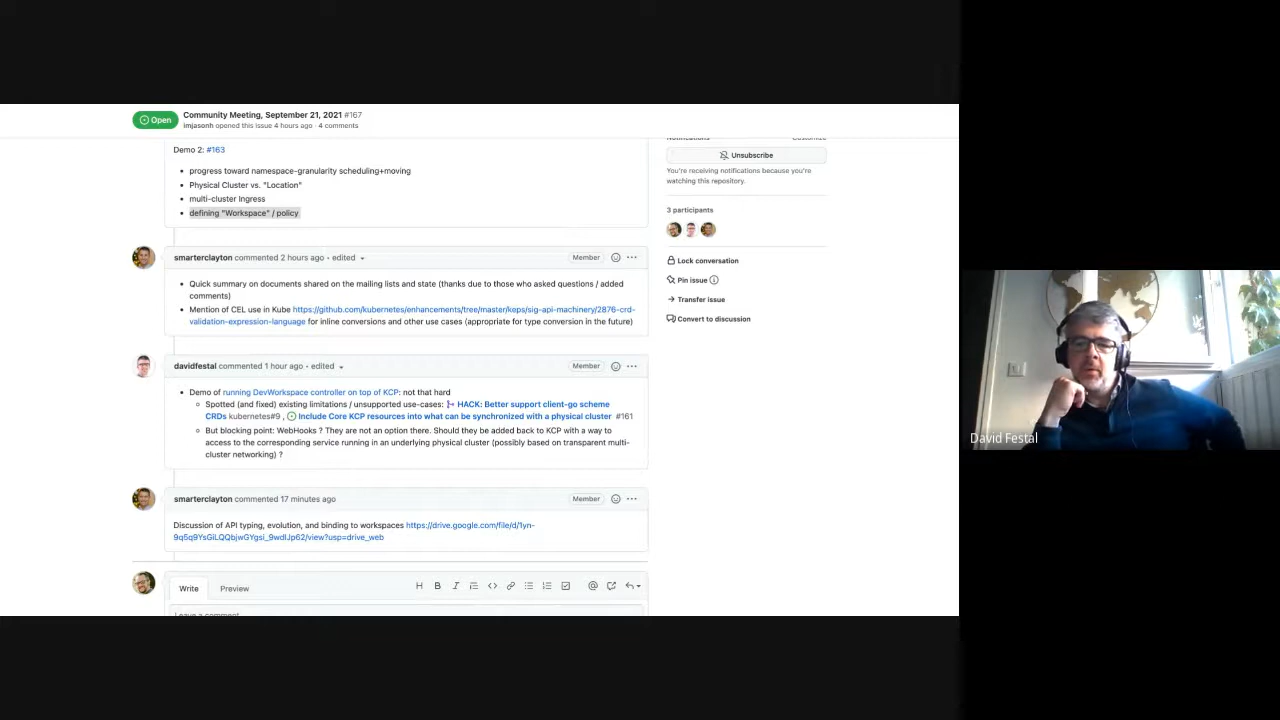 Open
Community Meeting, September 21, 2021 #167
imjasonh opened this issue 4 hours ago · 4 comments
Demo 2: #163
progress toward namespace-granularity scheduling+moving
Physical Cluster vs. "Location"
multi-cluster Ingress
defining "Workspace" / policy
smarterclayton commented 2 hours ago • edited
Member
Quick summary on documents shared on the mailing lists and state (thanks due to those who asked questions / added
comments)
Mention of CEL use in Kube https://github.com/kubernetes/enhancements/tree/master/keps/sig-api-machinery/2876-crd-
validation-expression-language for inline conversions and other use cases (appropriate for type conversion in the future)
davidfestal commented 1 hour ago • edited
Member
Demo of running DevWorkspace controller on top of KCP: not that hard
Spotted (and fixed) existing limitations / unsupported use-cases: HACK: Better support client-go scheme
CRDs kubernetes#9 , Include Core KCP resources into what can be synchronized with a physical cluster #161
But blocking point: WebHooks ? They are not an option there. Should they be added back to KCP with a way to
access to the corresponding service running in an underlying physical cluster (possibly based on transparent multi-
cluster networking) ?
smarterclayton commented 17 minutes ago
Member
Discussion of API typing, evolution, and binding to workspaces https://drive.google.com/file/d/1yn-
9q5q9YsGiLQQbjwGYgsi_9wdIJp62/view?usp=drive_web
Write
Preview
H B I
Leave a comment
Notifications
Customize
Unsubscribe
You're receiving notifications because you're
watching this repository.
3 participants
Lock conversation
Pin issue
Transfer issue
Convert to discussion
David Festal